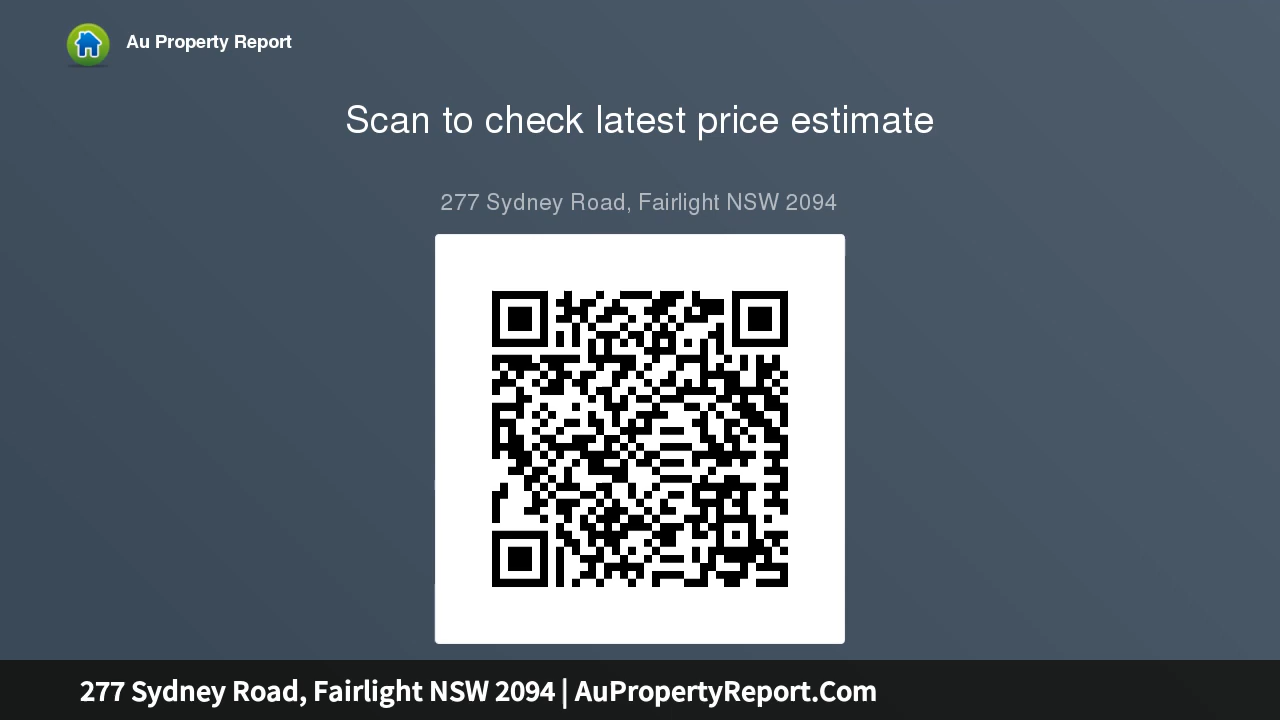 Au Property Report
Scan to check latest price estimate
277 Sydney Road, Fairlight NSW 2094
277 Sydney Road, Fairlight NSW 2094 | AuPropertyReport.Com